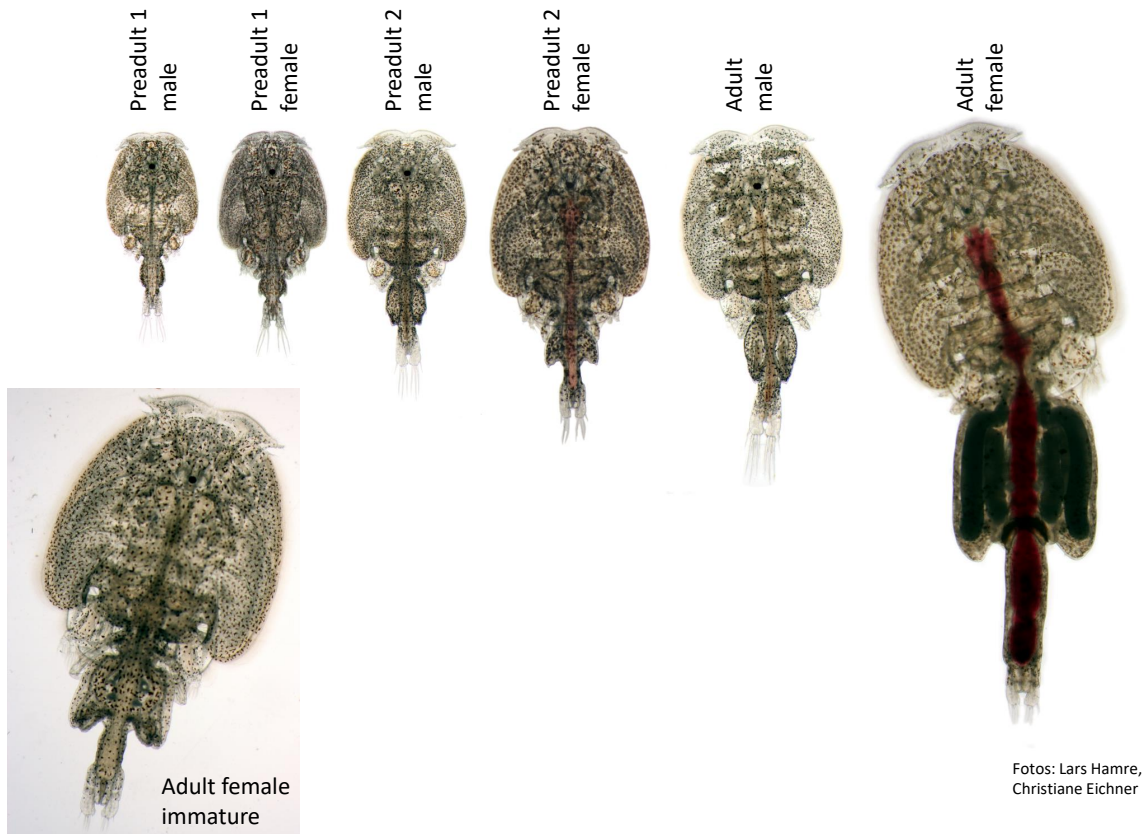 Preadult 1
male
Preadult 1
female
Preadult 2
male
Preadult 2
female
Adult
male
Adult
female
Adult female
immature
Fotos: Lars Hamre,
Christiane Eichner